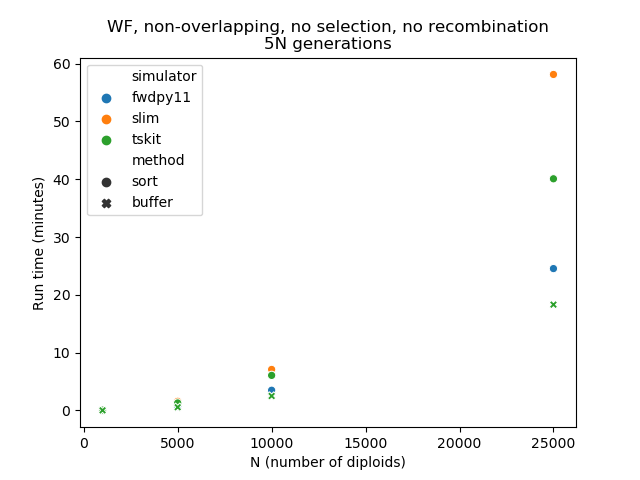 WF, non-overlapping, no selection, no recombination
5N generations
Run time (minutes)
60
50
40
30
20
10
0
simulator
fwdpy11
slim
tskit
method
sort
buffer
0
5000
10000
15000
20000
25000
N (number of diploids)